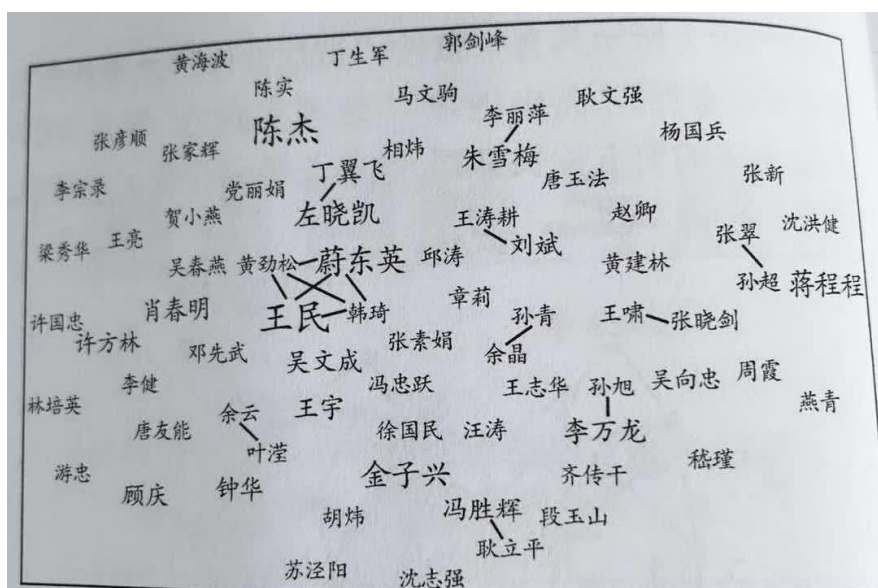 郭剑峰
黄海波 丁生军
陈实 马文驹 耿文强
李丽萍
张彦顺 张家辉 陈杰 相炜 朱雪梅 杨国兵
李宗录 党丽娟 丁翼飞 唐玉法 张新
贺小燕 左晓凯 王涛耕 赵卿 沈洪健
梁秀华 王亮 刘斌 张翠
吴春燕 黄劲松 蔚东英 邱涛 黄建林
孙超 蒋程程
许国忠 肖春明 王民 韩琦 章莉 孙青 王啸 张晓剑
许方林 邓先武 吴文成 张素娟 余晶
林培英 李健 冯忠跃 王志华 孙旭 吴向忠 周霞
余云 王宇 燕青
唐友能 叶滢 徐国民 汪涛 李万龙
游忠 顾庆 钟华 金子兴 齐传干 嵇瑾
胡炜 冯胜辉 段玉山
耿立平
苏泾阳 沈志强